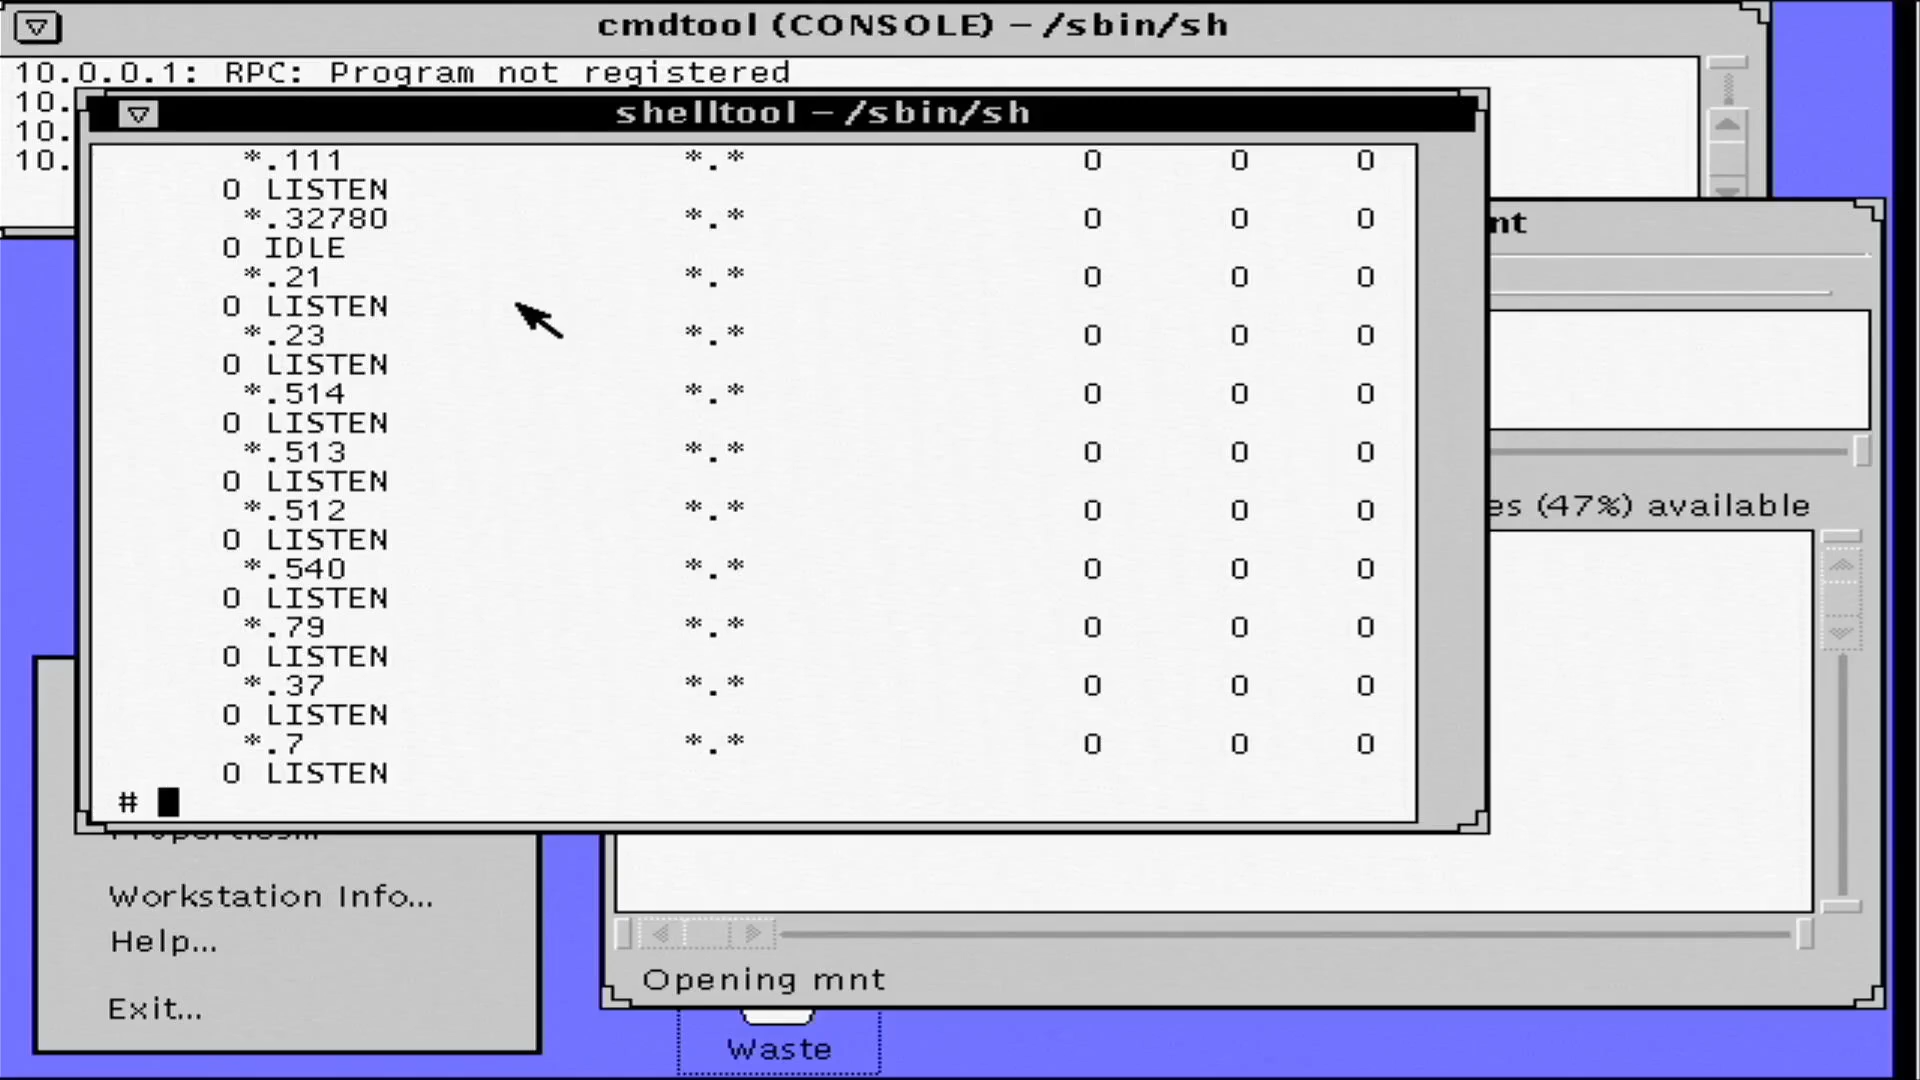 cmdtool (CONSOLE) – /sbin/sh
10.0.0.1: RPC: Program not registered
10.
10.
10.
shelltool – /sbin/sh
*.111 *.* 0 0 0
0 LISTEN
*.32780 *.* 0 0 0
0 IDLE
*.21 *.* 0 0 0
0 LISTEN
*.23 *.* 0 0 0
0 LISTEN
*.514 *.* 0 0 0
0 LISTEN
*.513 *.* 0 0 0
0 LISTEN
*.512 *.* 0 0 0
0 LISTEN
*.540 *.* 0 0 0
0 LISTEN
*.79 *.* 0 0 0
0 LISTEN
*.37 *.* 0 0 0
0 LISTEN
*.7 *.* 0 0 0
0 LISTEN
#
nt
es (47%) available
Workstation Info...
Help...
Exit...
Opening mnt
Waste